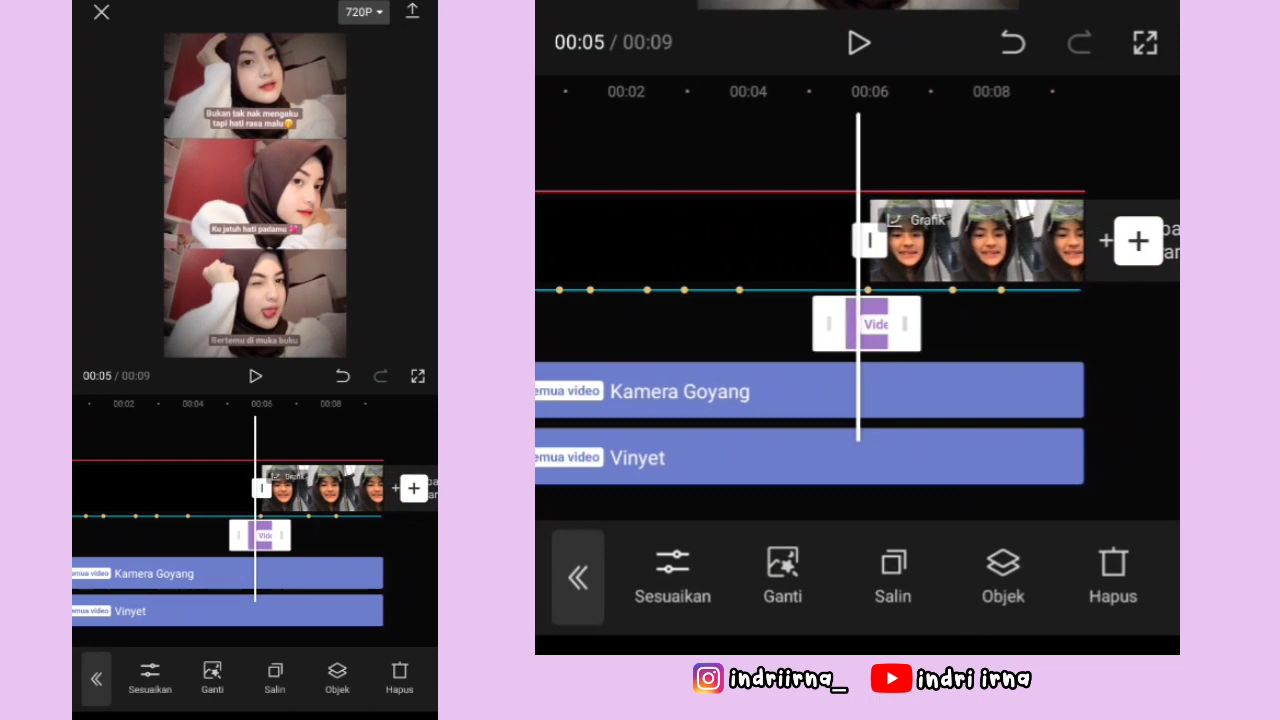 720P
Bukan tak nak mengaku
tapi hati rasa malu🤭
Ku jatuh hati padamu 💘
Bertemu di muka buku
00:05 / 00:09
00:02 00:04 00:06 00:08
Grafik
Vide
emua video Kamera Goyang
emua video Vinyet
Sesuaikan Ganti Salin Objek Hapus
00:05 / 00:09
00:02 00:04 00:06 00:08
Grafik
Vide
emua video Kamera Goyang
emua video Vinyet
Sesuaikan Ganti Salin Objek Hapus
indriirna_ indri irna